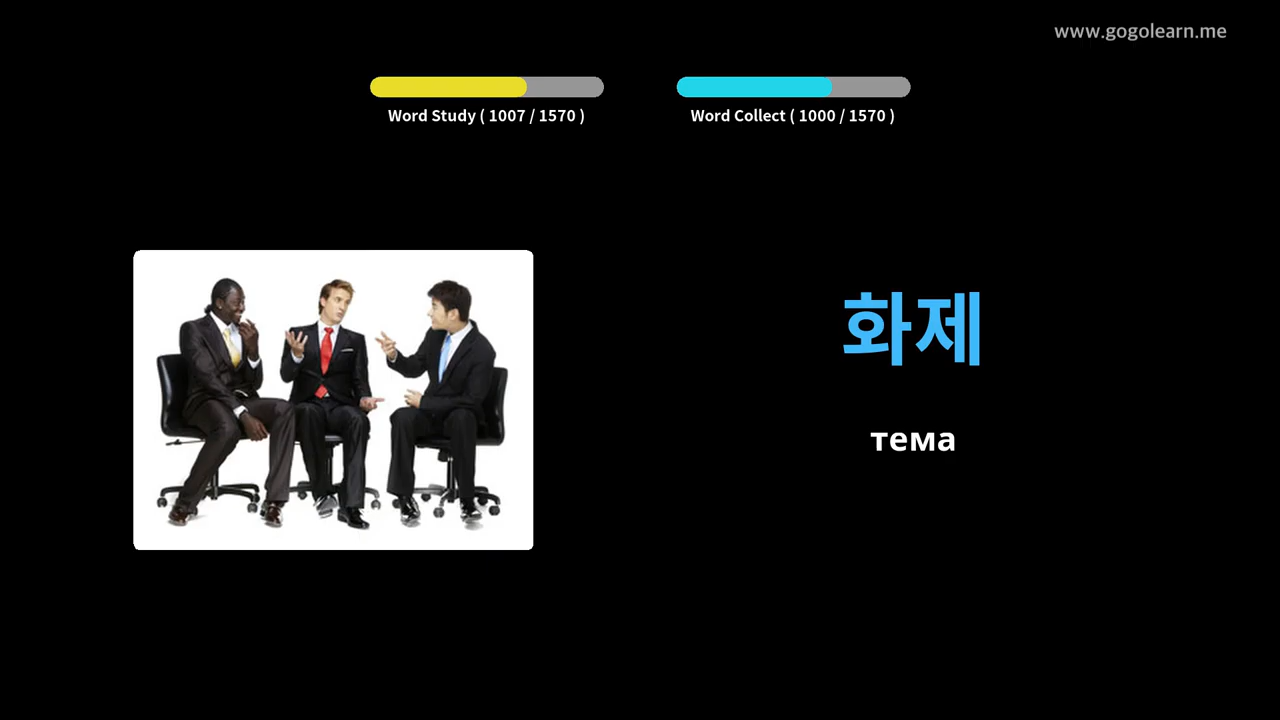 www.gogolearn.me
Word Study ( 1007 / 1570 )
Word Collect ( 1000 / 1570 )
화제
тема